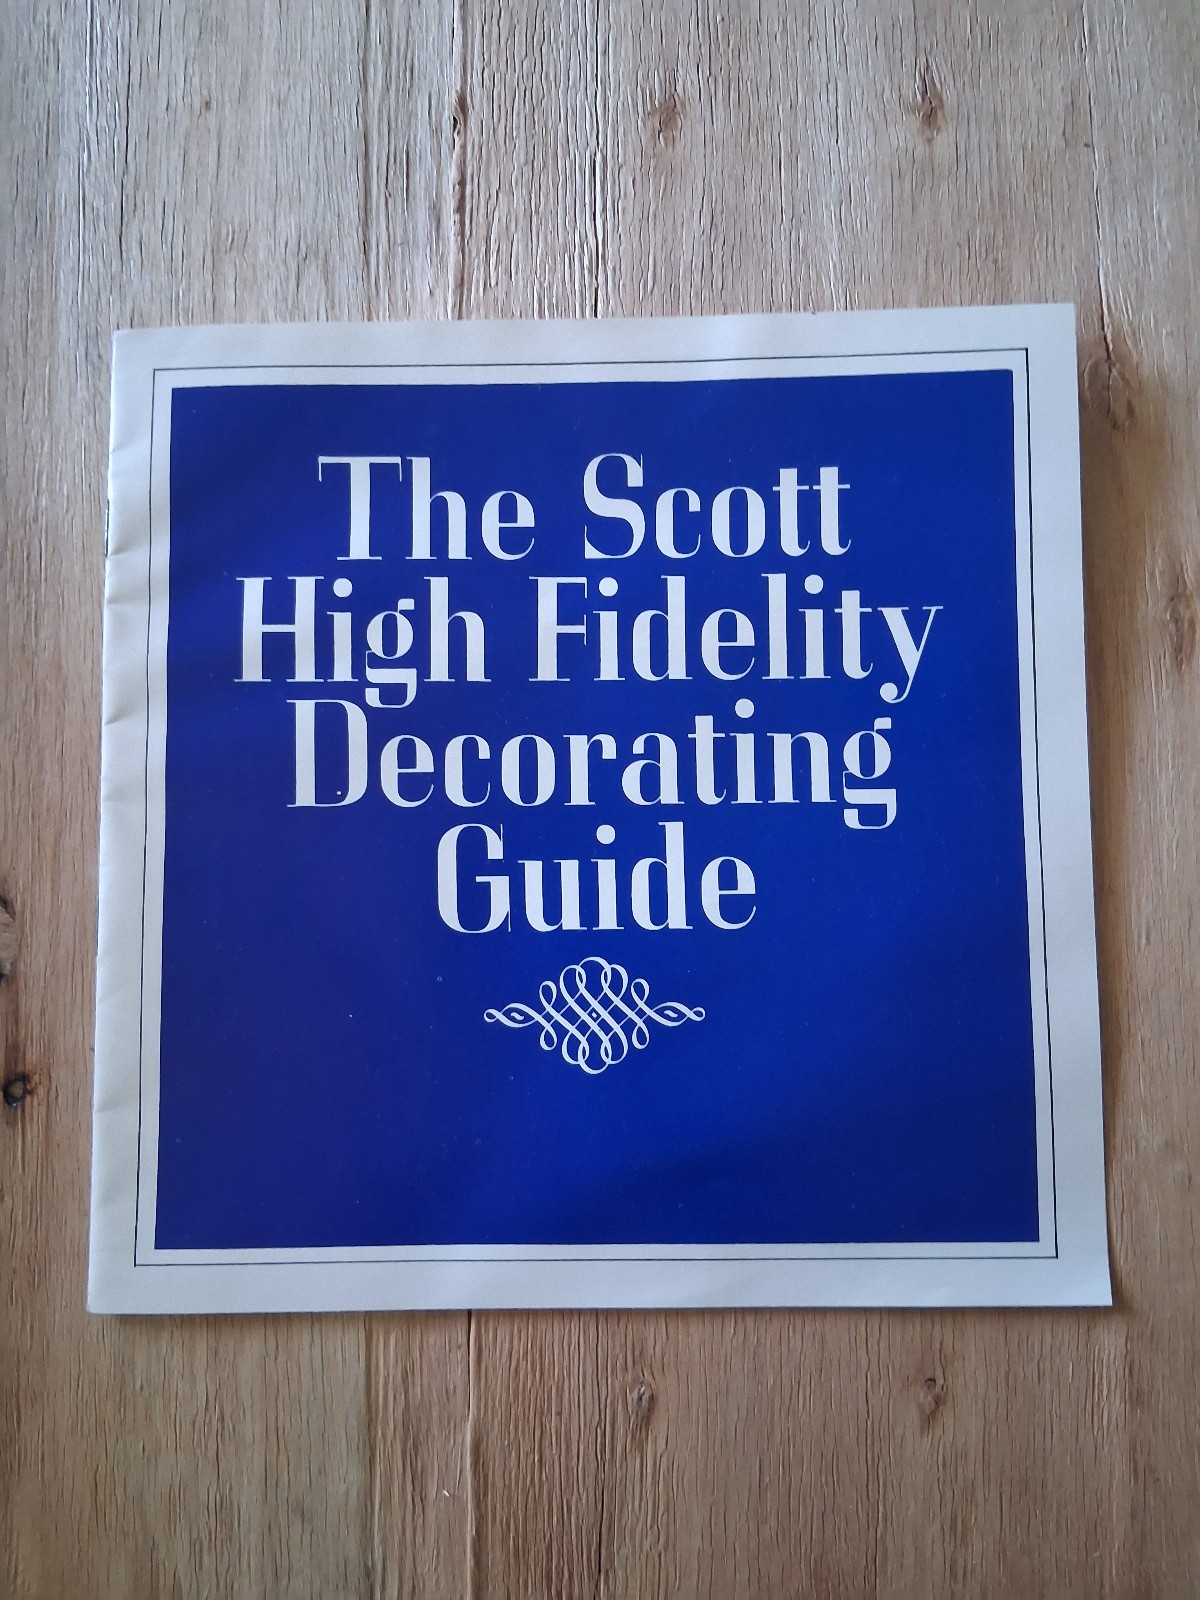 The Scott
High Fidelity
Decorating
Guide